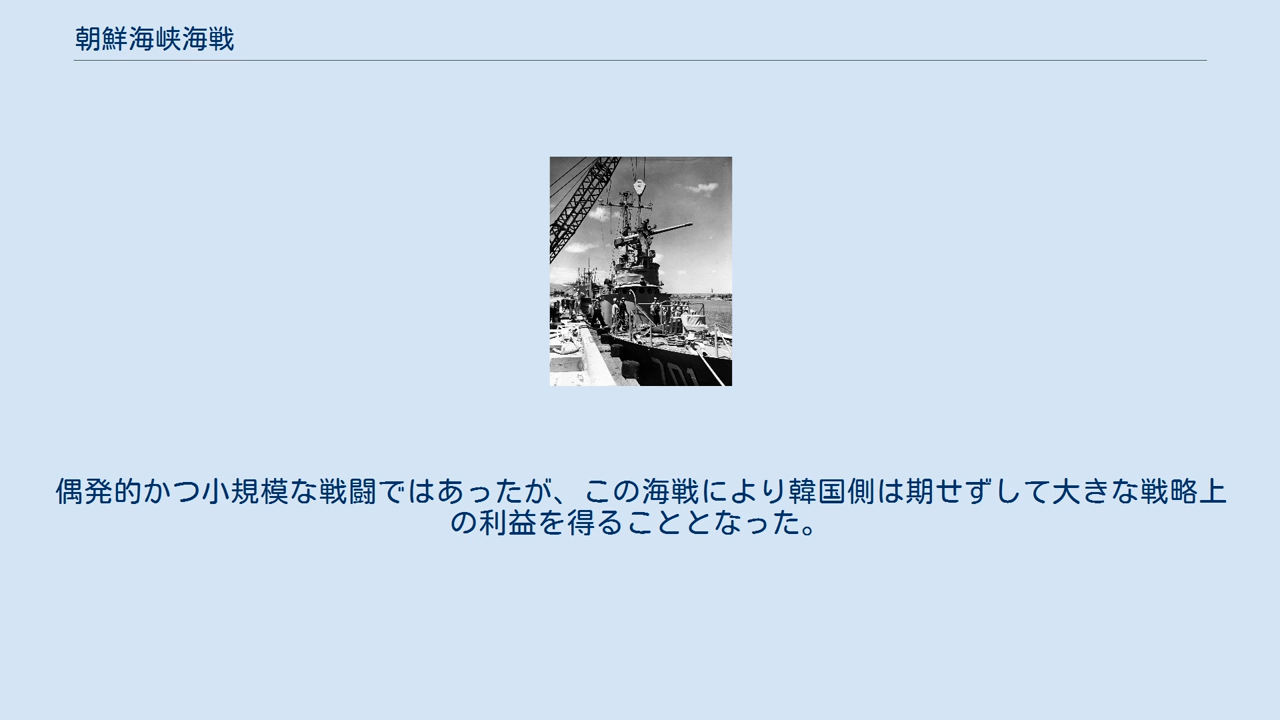 朝鮮海峡海戦
偶発的かつ小規模な戦闘ではあったが、この海戦により韓国側は期せずして大きな戦略上
の利益を得ることとなった。